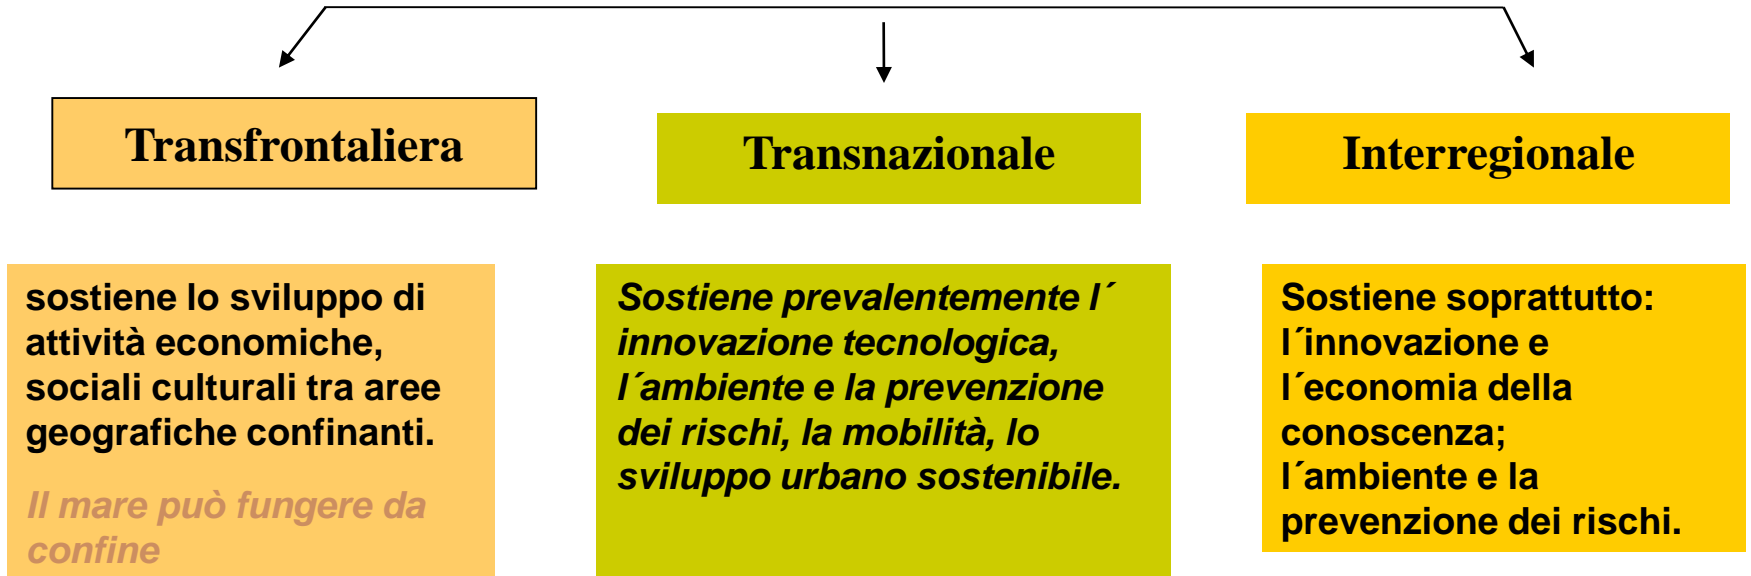 Transfrontaliera
Transnazionale
Interregionale
sostiene lo sviluppo di
attività economiche,
sociali culturali tra aree
geografiche confinanti.
Il mare può fungere da
confine
Sostiene prevalentemente l´
innovazione tecnologica,
l´ambiente e la prevenzione
dei rischi, la mobilità, lo
sviluppo urbano sostenibile.
Sostiene soprattutto:
l´innovazione e
l´economia della
conoscenza;
l´ambiente e la
prevenzione dei rischi.